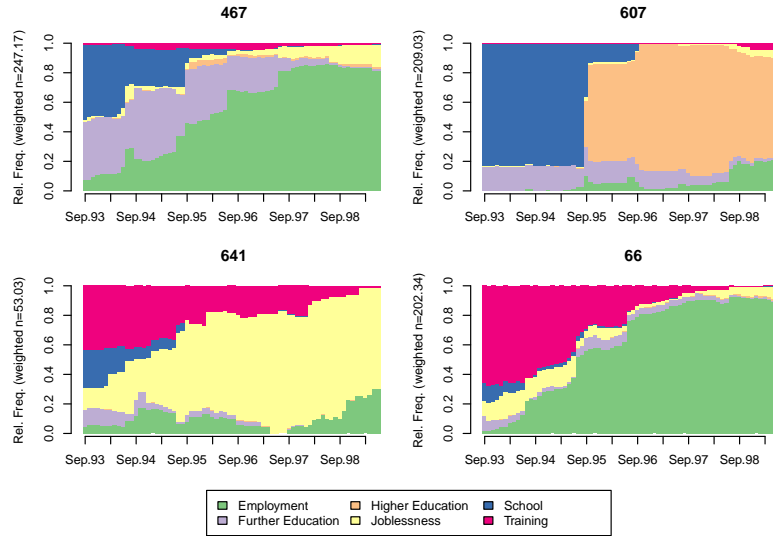 467
607
Rel. Freq. (weighted n=247.17)
0.0 0.2 0.4 0.6 0.8 1.0
Sep.93 Sep.94 Sep.95 Sep.96 Sep.97 Sep.98
Rel. Freq. (weighted n=209.03)
0.0 0.2 0.4 0.6 0.8 1.0
Sep.93 Sep.94 Sep.95 Sep.96 Sep.97 Sep.98
641
66
Rel. Freq. (weighted n=53.03)
0.0 0.2 0.4 0.6 0.8 1.0
Sep.93 Sep.94 Sep.95 Sep.96 Sep.97 Sep.98
Rel. Freq. (weighted n=202.34)
0.0 0.2 0.4 0.6 0.8 1.0
Sep.93 Sep.94 Sep.95 Sep.96 Sep.97 Sep.98
Employment Higher Education School
Further Education Joblessness Training